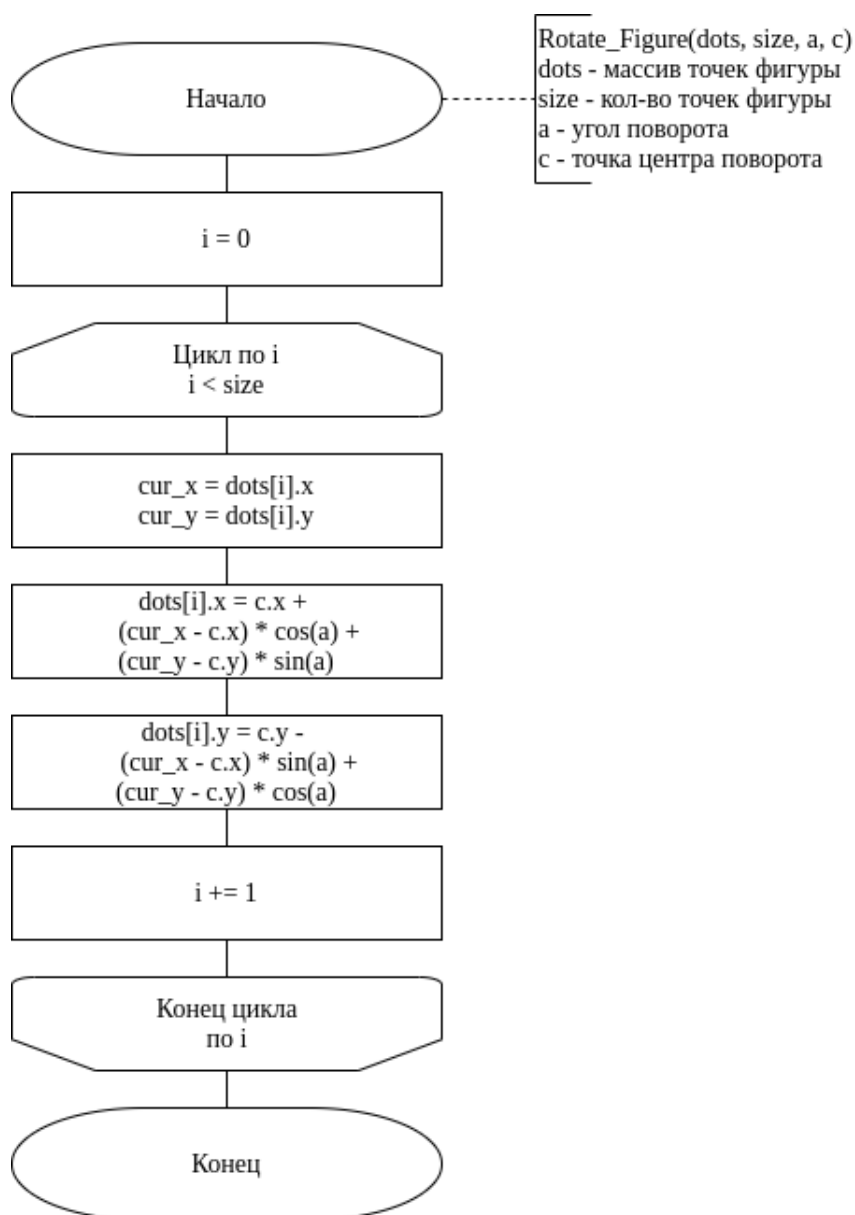 Начало
Rotate_Figure(dots, size, a, c)
dots - массив точек фигуры
size - кол-во точек фигуры
a - угол поворота
c - точка центра поворота
i = 0
Цикл по i
i < size
cur_x = dots[i].x
cur_y = dots[i].y
dots[i].x = c.x +
(cur_x - c.x) * cos(a) +
(cur_y - c.y) * sin(a)
dots[i].y = c.y -
(cur_x - c.x) * sin(a) +
(cur_y - c.y) * cos(a)
i += 1
Конец цикла
по i
Конец